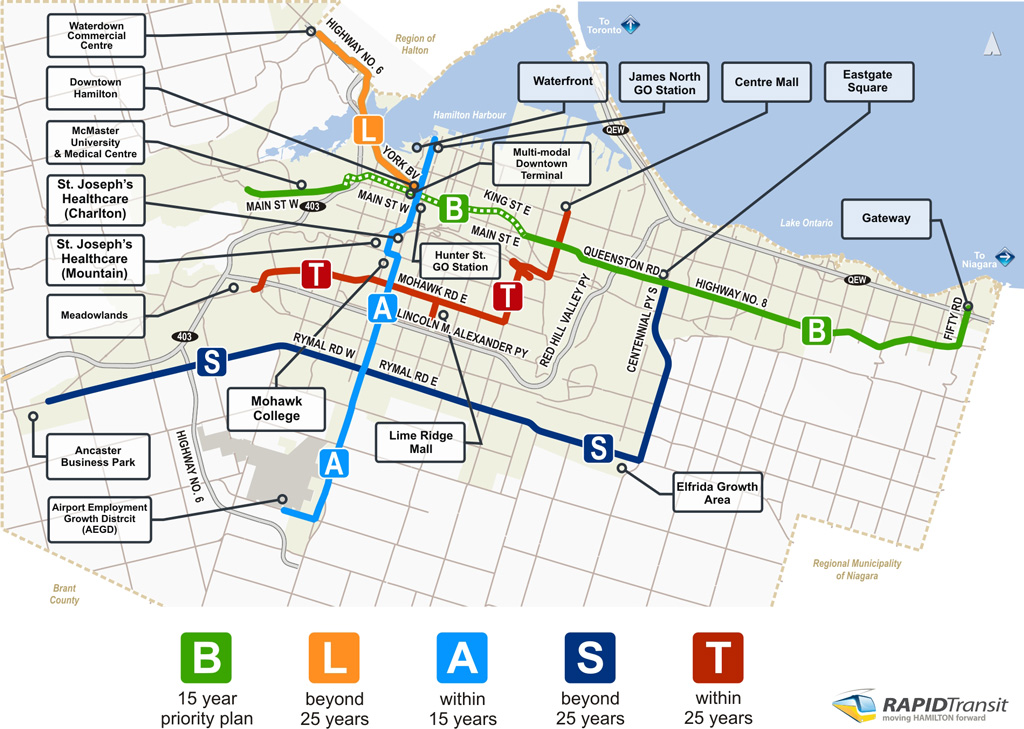 Waterdown
Commercial
Centre
HIGHWAY NO. 6
Region of
Halton
To
Toronto
Downtown
Hamilton
Waterfront
James North
GO Station
Centre Mall
Eastgate
Square
McMaster
University
& Medical Centre
L
Hamilton Harbour
QEW
YORK BV
Multi-modal
Downtown
Terminal
St. Joseph's
Healthcare
(Charlton)
MAIN ST W
403
MAIN ST W
B
KING ST E
MAIN ST E
Lake Ontario
Gateway
St. Joseph's
Healthcare
(Mountain)
Hunter St.
GO Station
QUEENSTON RD
To
Niagara
T
MOHAWK RD E
T
HIGHWAY NO. 8
QEW
Meadowlands
A
LINCOLN M. ALEXANDER PY
RED HILL VALLEY PY
CENTENNIAL PY S
B
FIFTY RD
403
S
RYMAL RD W
RYMAL RD E
Mohawk
College
Lime Ridge
Mall
Ancaster
Business Park
HIGHWAY NO. 6
A
S
Elfrida Growth
Area
Airport Employment
Growth Distrcit
(AEGD)
Brant
County
Regional Municipality
of Niagara
B
15 year
priority plan
L
beyond
25 years
A
within
15 years
S
beyond
25 years
T
within
25 years
RAPIDTransit
moving HAMILTON forward